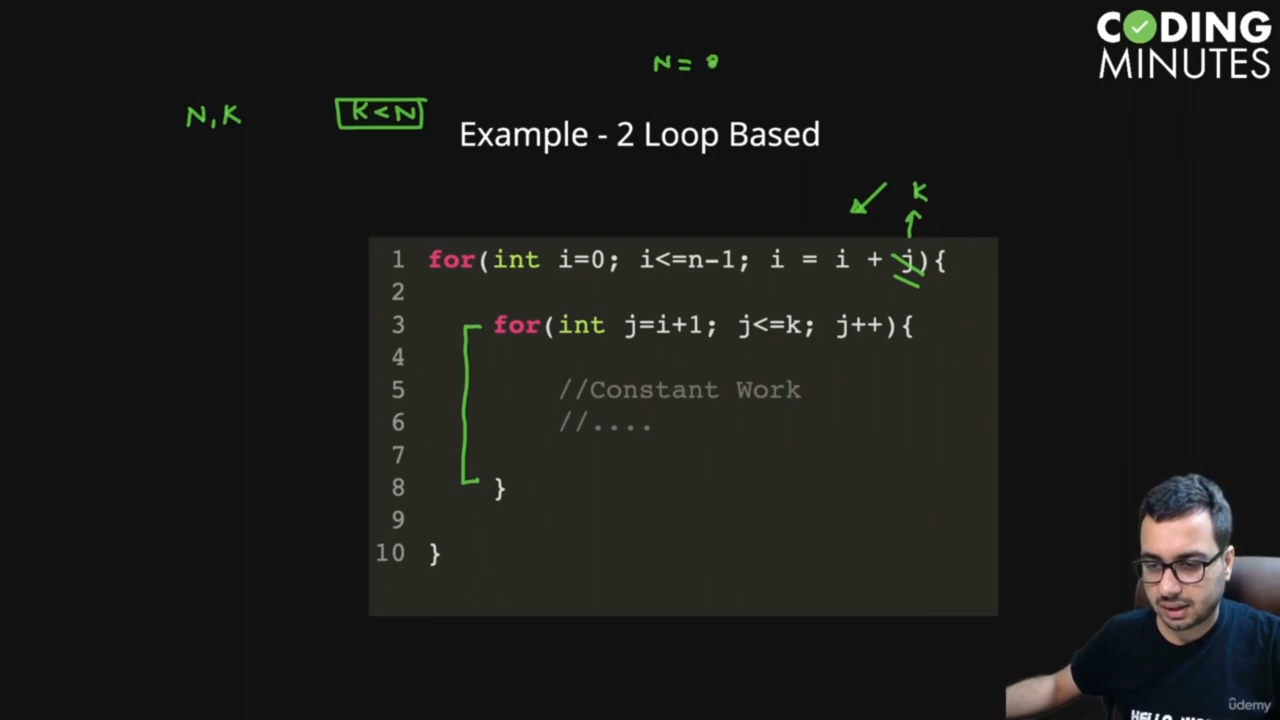 CODING
MINUTES
N = 8
N, K
K < N
Example - 2 Loop Based
K
1 for(int i=0; i<=n-1; i = i + j){
2
3 for(int j=i+1; j<=k; j++){
4
5 //Constant Work
6 //....
7
8 }
9
10 }
udemy